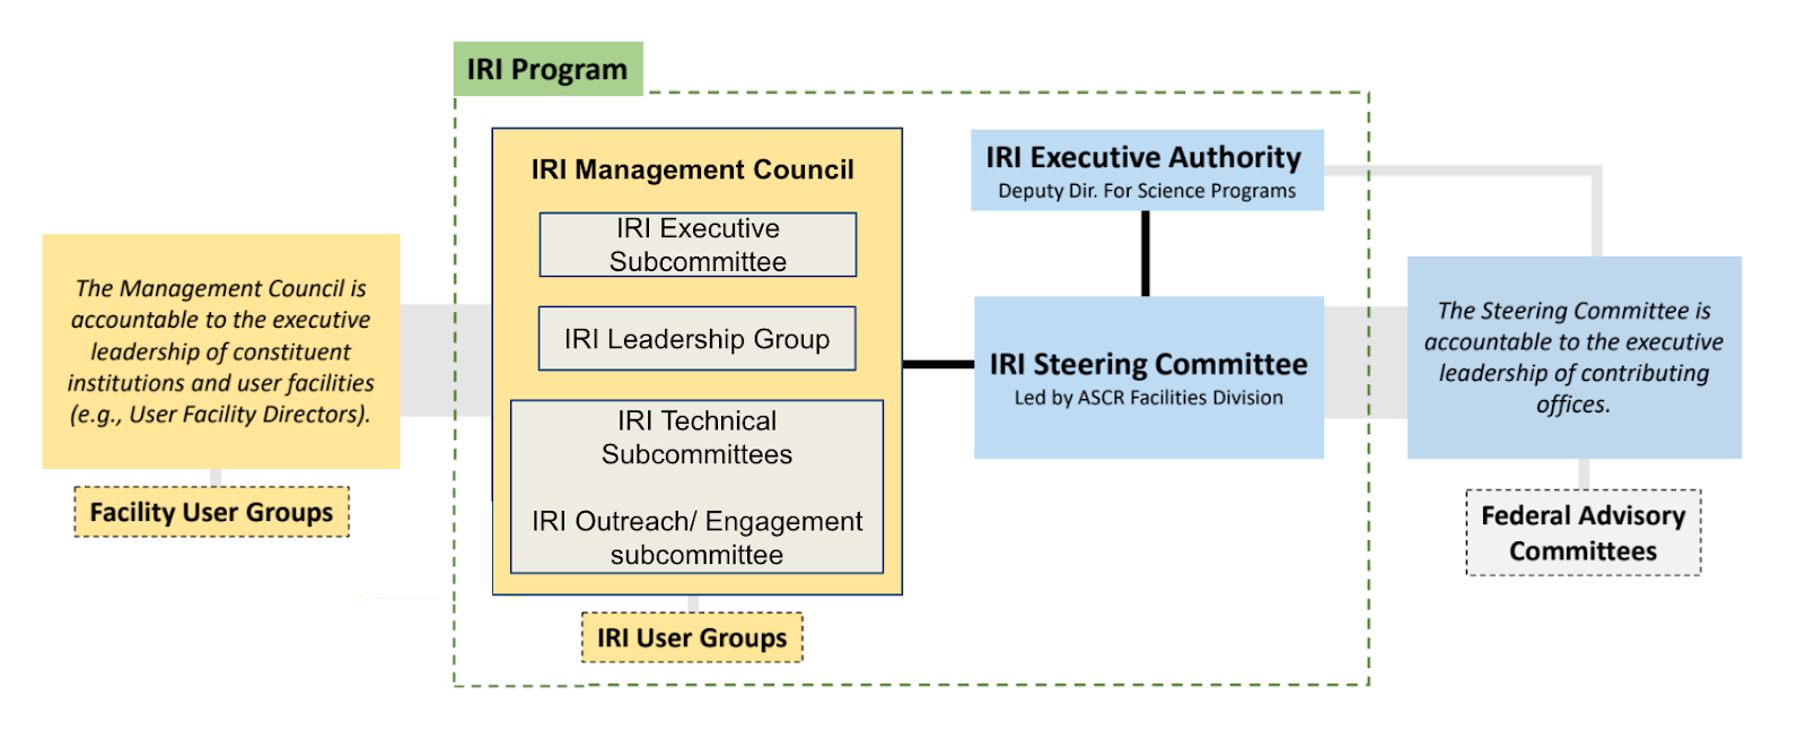 IRI Program
IRI Management Council
IRI Executive
Subcommittee
IRI Leadership Group
IRI Technical
Subcommittees
IRI Outreach/ Engagement
subcommittee
IRI User Groups
IRI Executive Authority
Deputy Dir. For Science Programs
IRI Steering Committee
Led by ASCR Facilities Division
The Management Council is
accountable to the executive
leadership of constituent
institutions and user facilities
(e.g., User Facility Directors).
Facility User Groups
The Steering Committee is
accountable to the executive
leadership of contributing
offices.
Federal Advisory
Committees